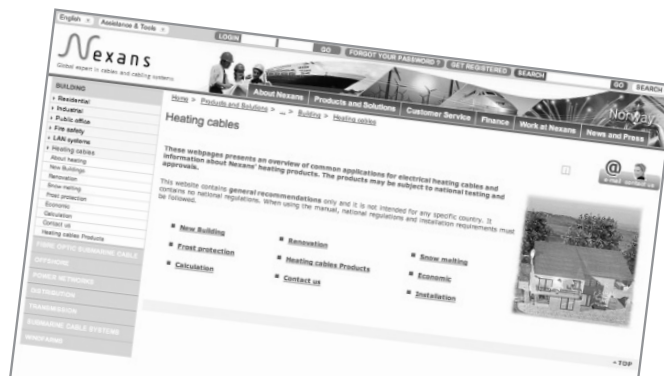 English
Assistance & Tools
LOGIN
GO
FORGOT YOUR PASSWORD ?
GET REGISTERED
SEARCH
GO
SEARCH
Nexans
Global expert in cables and cabling systems
Norway
About Nexans
Products and Solutions
Customer Service
Finance
Work at Nexans
News and Press
BUILDING
Residential
Industrial
Public office
Fire safety
LAN systems
Heating cables
About heating
New Buildings
Renovation
Snow melting
Frost protection
Economic
Calculation
Contact us
Heating cables Products
FIBRE OPTIC SUBMARINE CABLE
OFFSHORE
POWER NETWORKS
DISTRIBUTION
TRANSMISSION
SUBMARINE CABLE SYSTEMS
WINDFARMS
Home > Products and Solutions > ... > Building > Heating cables
Heating cables
@
e-mail contact us
These webpages presents an overview of common applications for electrical heating cables and
information about Nexans' heating products. The products may be subject to national testing and
approvals.
This website contains general recommendations only and it is not intended for any specific country. It
contains no national regulations. When using the manual, national regulations and installation requirements must
be followed.
New Building
Renovation
Snow melting
Frost protection
Heating cables Products
Economic
Calculation
Contact us
Installation
TOP